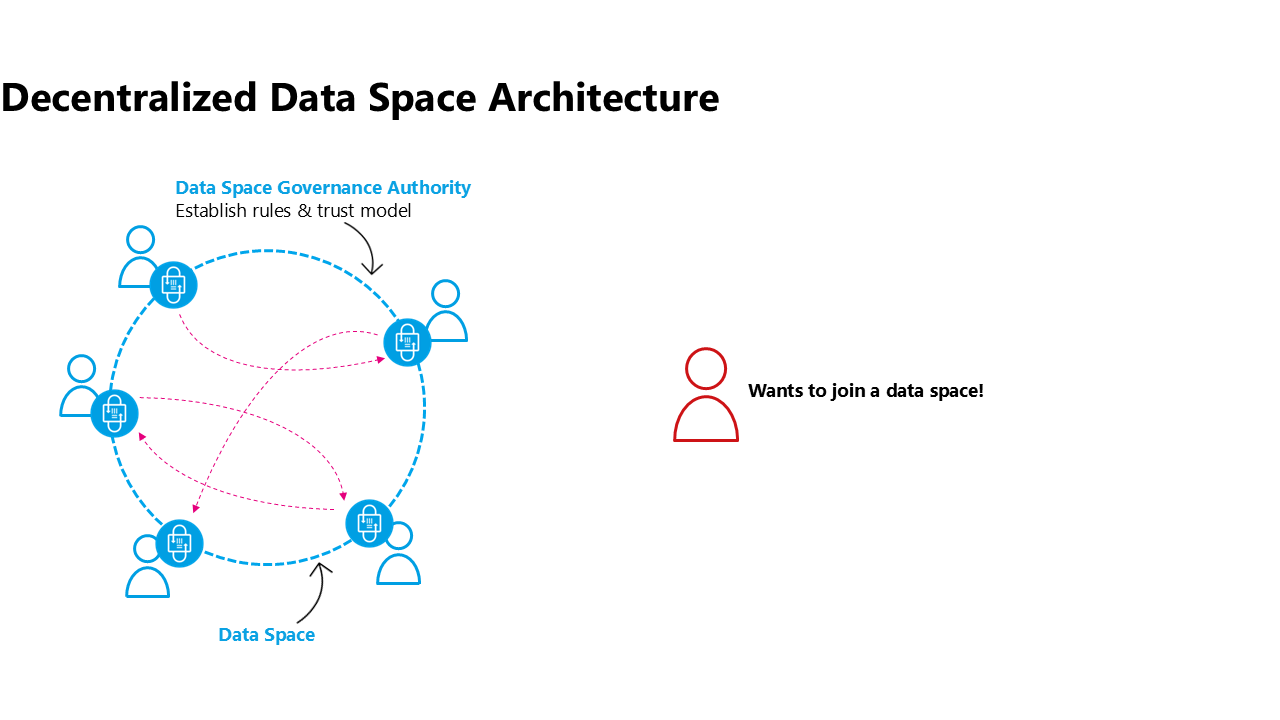 Decentralized Data Space Architecture
Data Space Governance Authority
Establish rules & trust model
Wants to join a data space!
Data Space